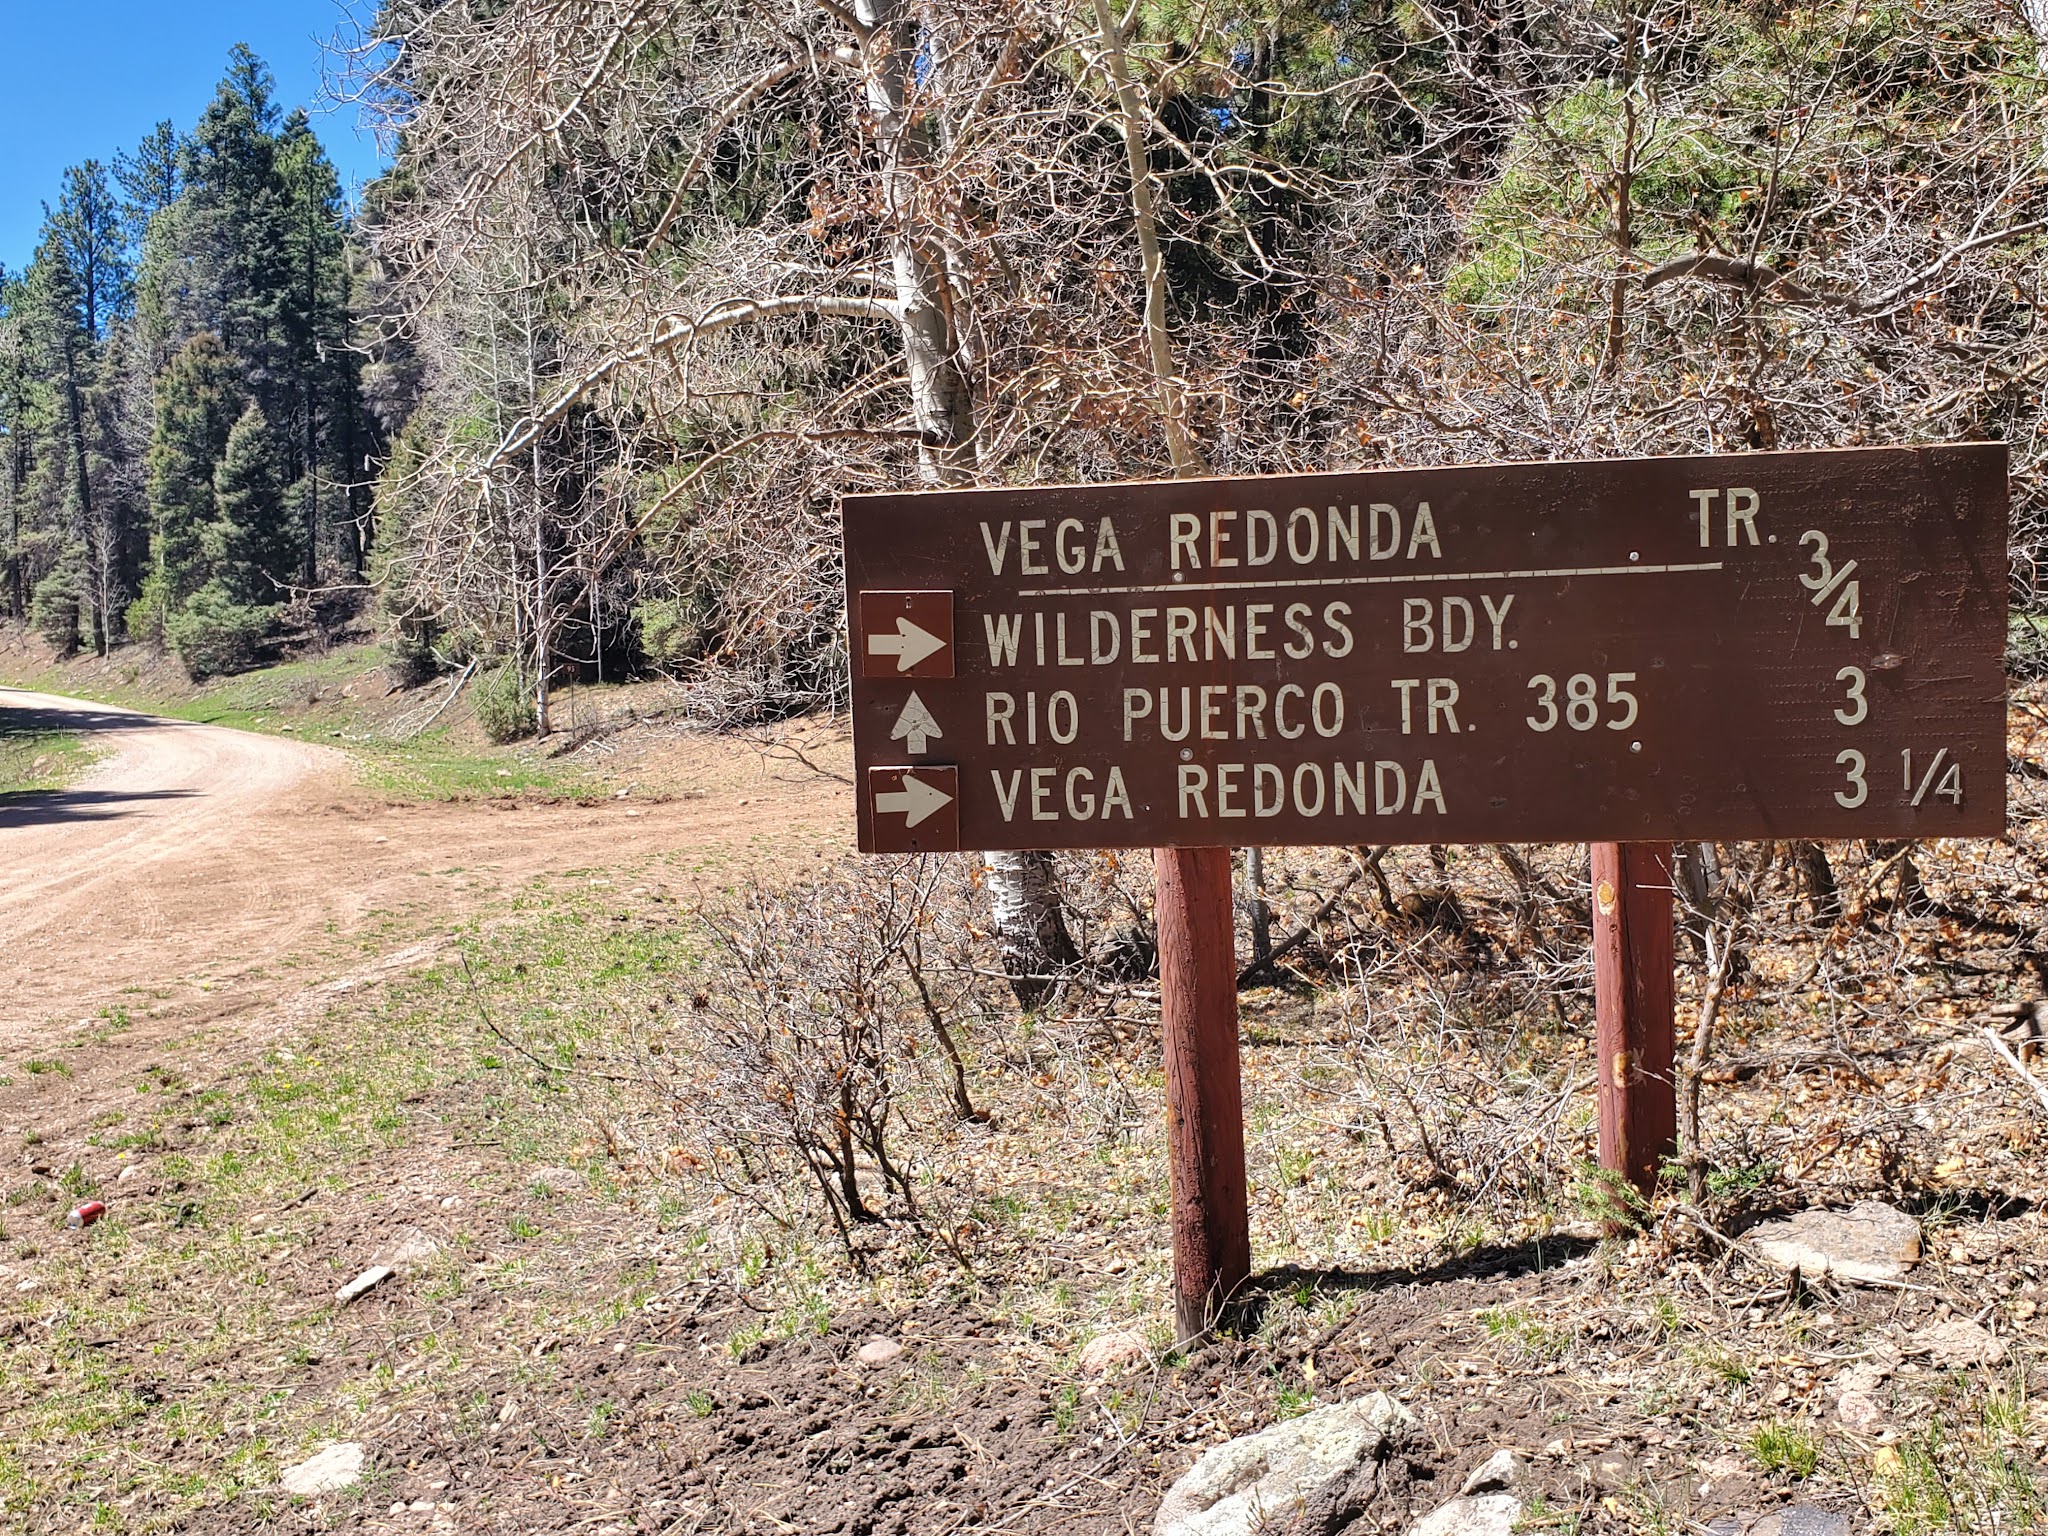 VEGA REDONDA TR.
WILDERNESS BDY. 3/4
RIO PUERCO TR. 385 3
VEGA REDONDA 3 1/4